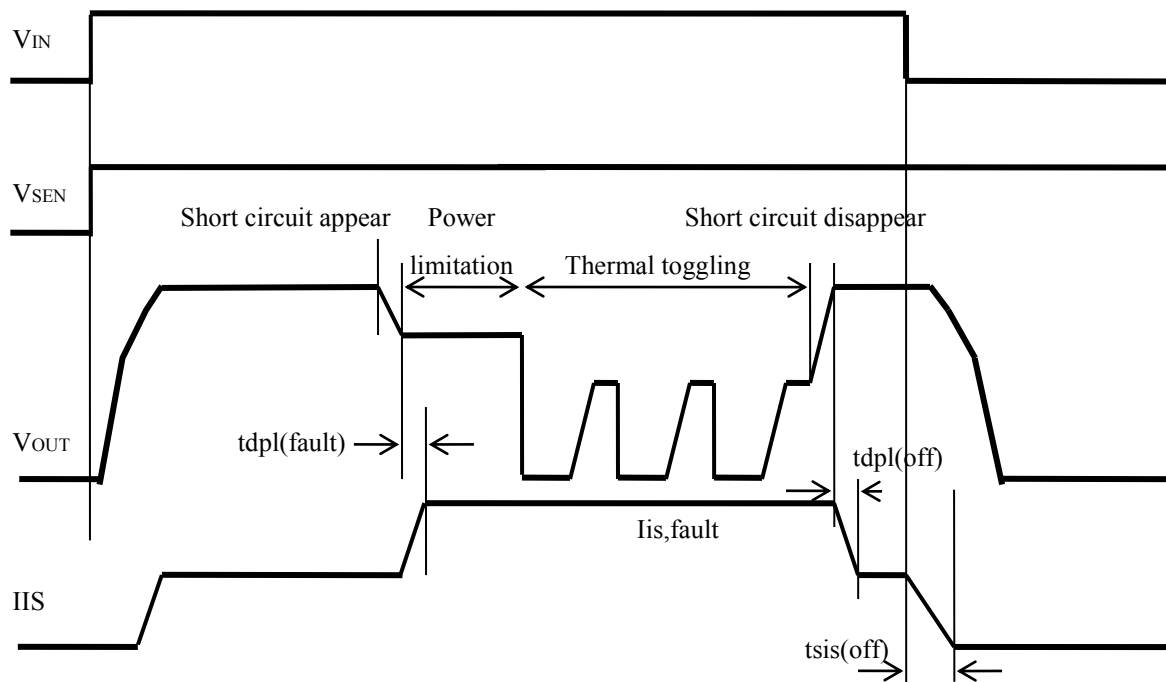 VIN
VSEN
Short circuit appear
Power
limitation
Thermal toggling
Short circuit disappear
VOUT
tdpl(fault)
tdpl(off)
Iis,fault
IIS
tsis(off)